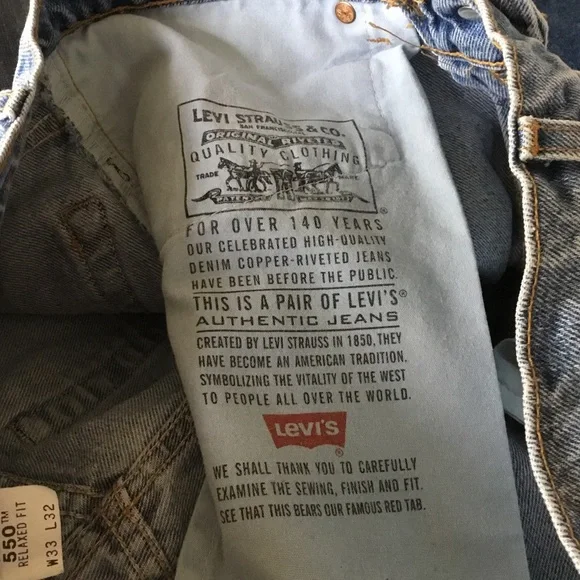 LEVI STRAUSS & CO.
SAN FRANCISCO
ORIGINAL RIVETED
QUALITY CLOTHING
TRADE MARK
®
FOR OVER 140 YEARS
OUR CELEBRATED HIGH-QUALITY
DENIM COPPER-RIVETED JEANS
HAVE BEEN BEFORE THE PUBLIC.
THIS IS A PAIR OF LEVI'S®
AUTHENTIC JEANS
CREATED BY LEVI STRAUSS IN 1850, THEY
HAVE BECOME AN AMERICAN TRADITION.
SYMBOLIZING THE VITALITY OF THE WEST
TO PEOPLE ALL OVER THE WORLD.
LEVI'S
®
WE SHALL THANK YOU TO CAREFULLY
EXAMINE THE SEWING, FINISH AND FIT.
SEE THAT THIS BEARS OUR FAMOUS RED TAB.
550™
RELAXED FIT
W33 L32